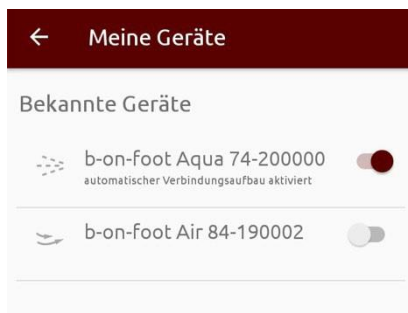 Meine Geräte
Bekannte Geräte
b-on-foot Aqua 74-200000
automatischer Verbindungsaufbau aktiviert
b-on-foot Air 84-190002